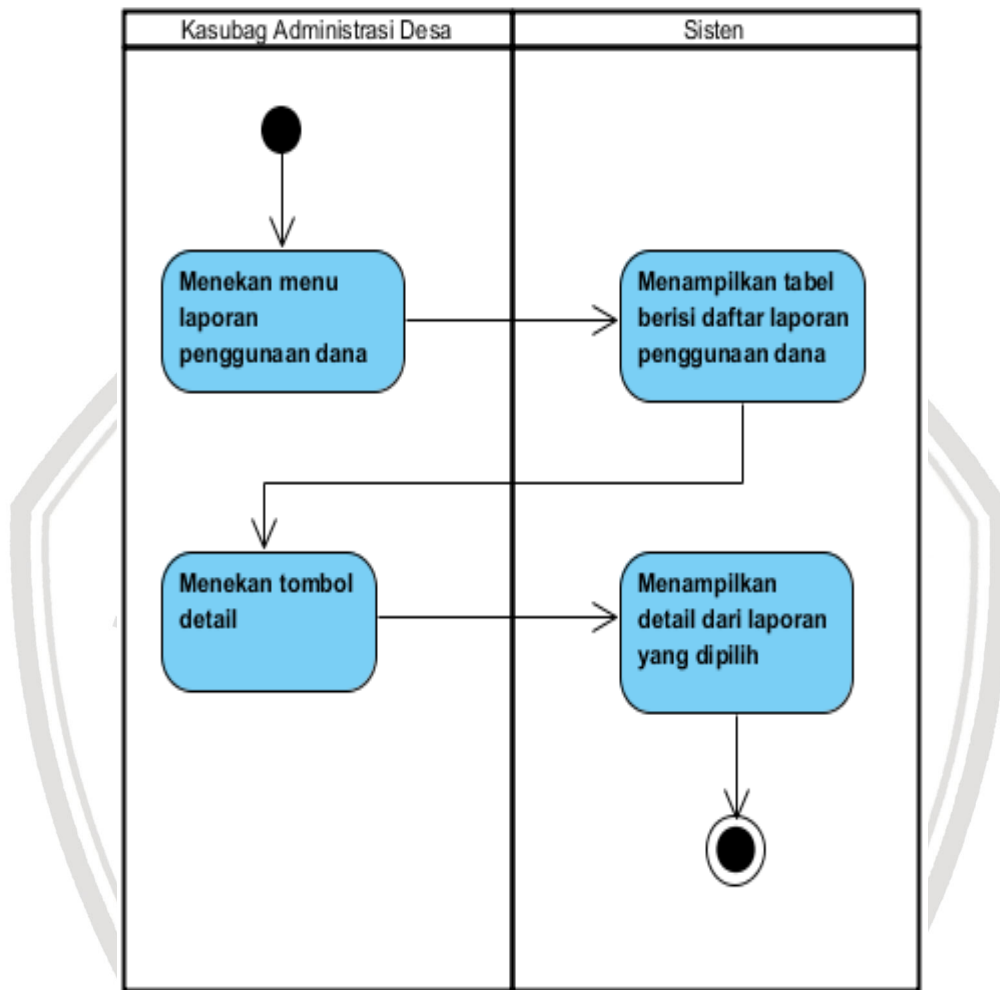 Kasubag Administrasi Desa
Sisten
Menekan menu
laporan
penggunaan dana
Menampilkan tabel
berisi daftar laporan
penggunaan dana
Menekan tombol
detail
Menampilkan
detail dari laporan
yang dipilih